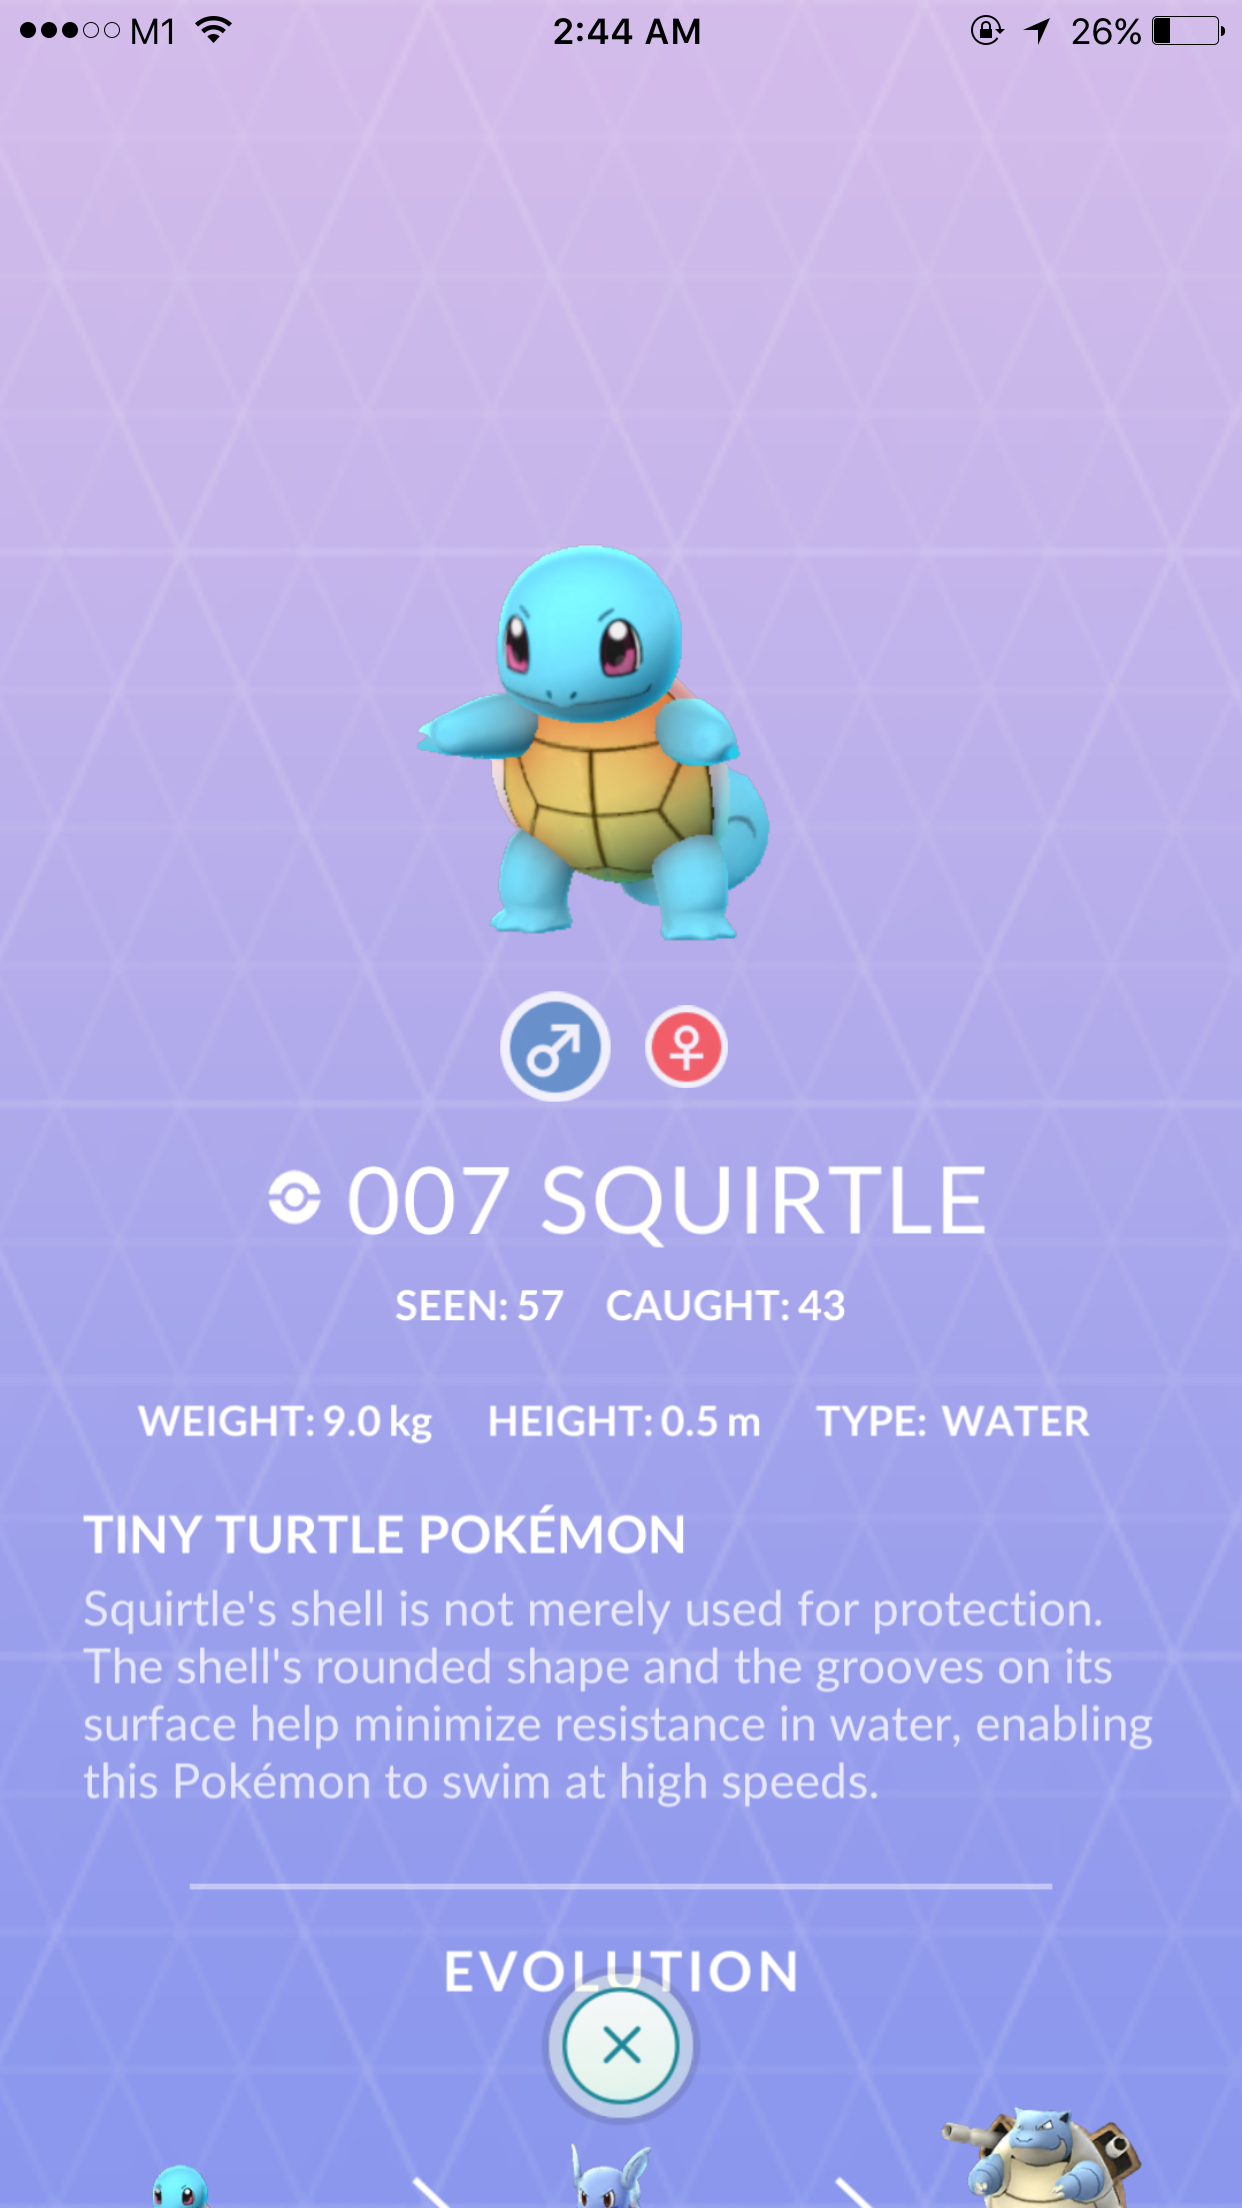 M1 2:44 AM 26%
007 SQUIRTLE
SEEN: 57 CAUGHT: 43
WEIGHT: 9.0 kg HEIGHT: 0.5 m TYPE: WATER
TINY TURTLE POKÉMON
Squirtle's shell is not merely used for protection.
The shell's rounded shape and the grooves on its
surface help minimize resistance in water, enabling
this Pokémon to swim at high speeds.
EVOLUTION